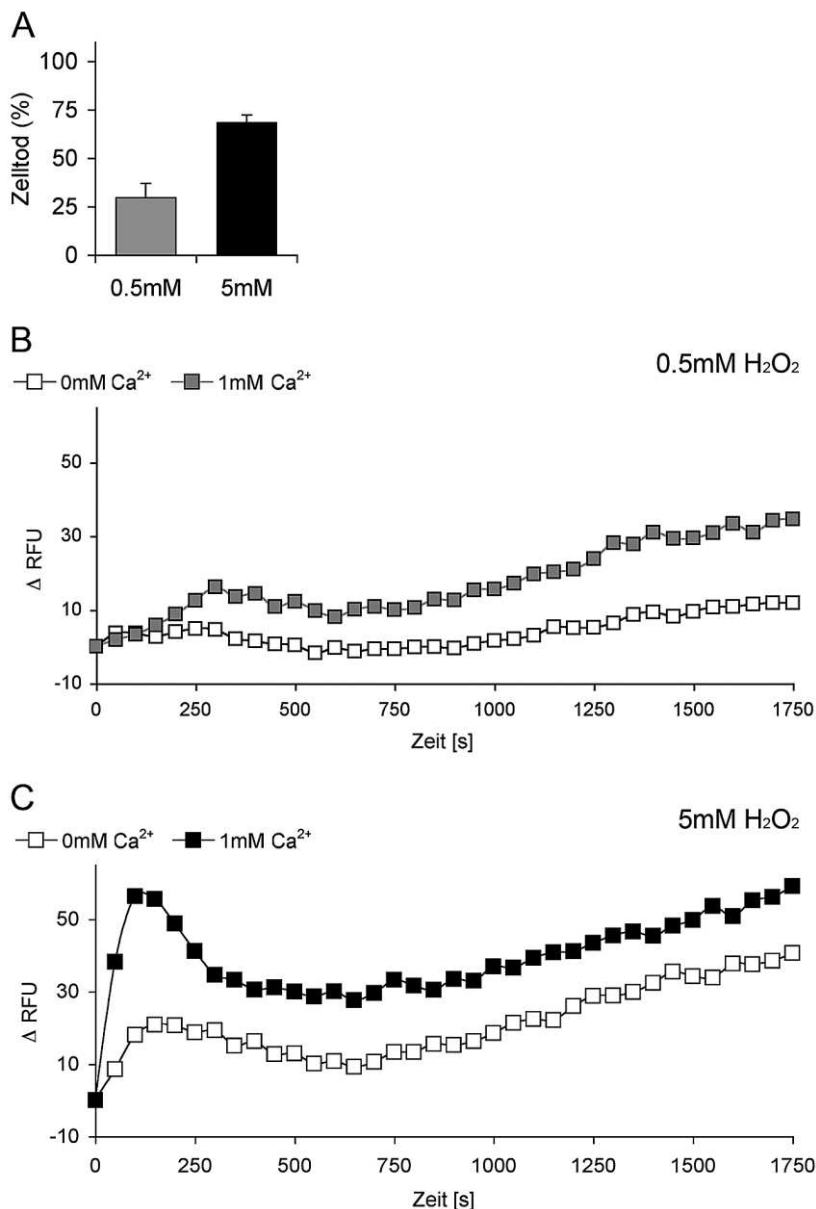 A
Zelltod (%)
100
75
50
25
0
0.5mM 5mM
B
0mM Ca²⁺ 1mM Ca²⁺
0.5mM H₂O₂
Δ RFU
50
30
10
-10
0 250 500 750 1000 1250 1500 1750
Zeit [s]
C
0mM Ca²⁺ 1mM Ca²⁺
5mM H₂O₂
Δ RFU
50
30
10
-10
0 250 500 750 1000 1250 1500 1750
Zeit [s]